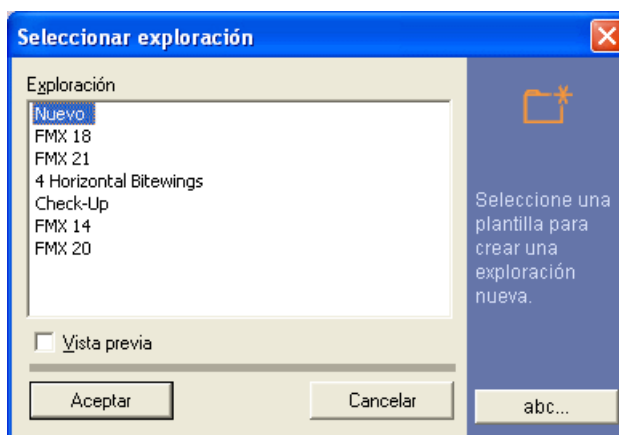 Seleccionar exploración
Exploración
Nuevo
FMX 18
FMX 21
4 Horizontal Bitewings
Check-Up
FMX 14
FMX 20
Vista previa
Aceptar
Cancelar
Seleccione una
plantilla para
crear una
exploración
nueva.
abc...